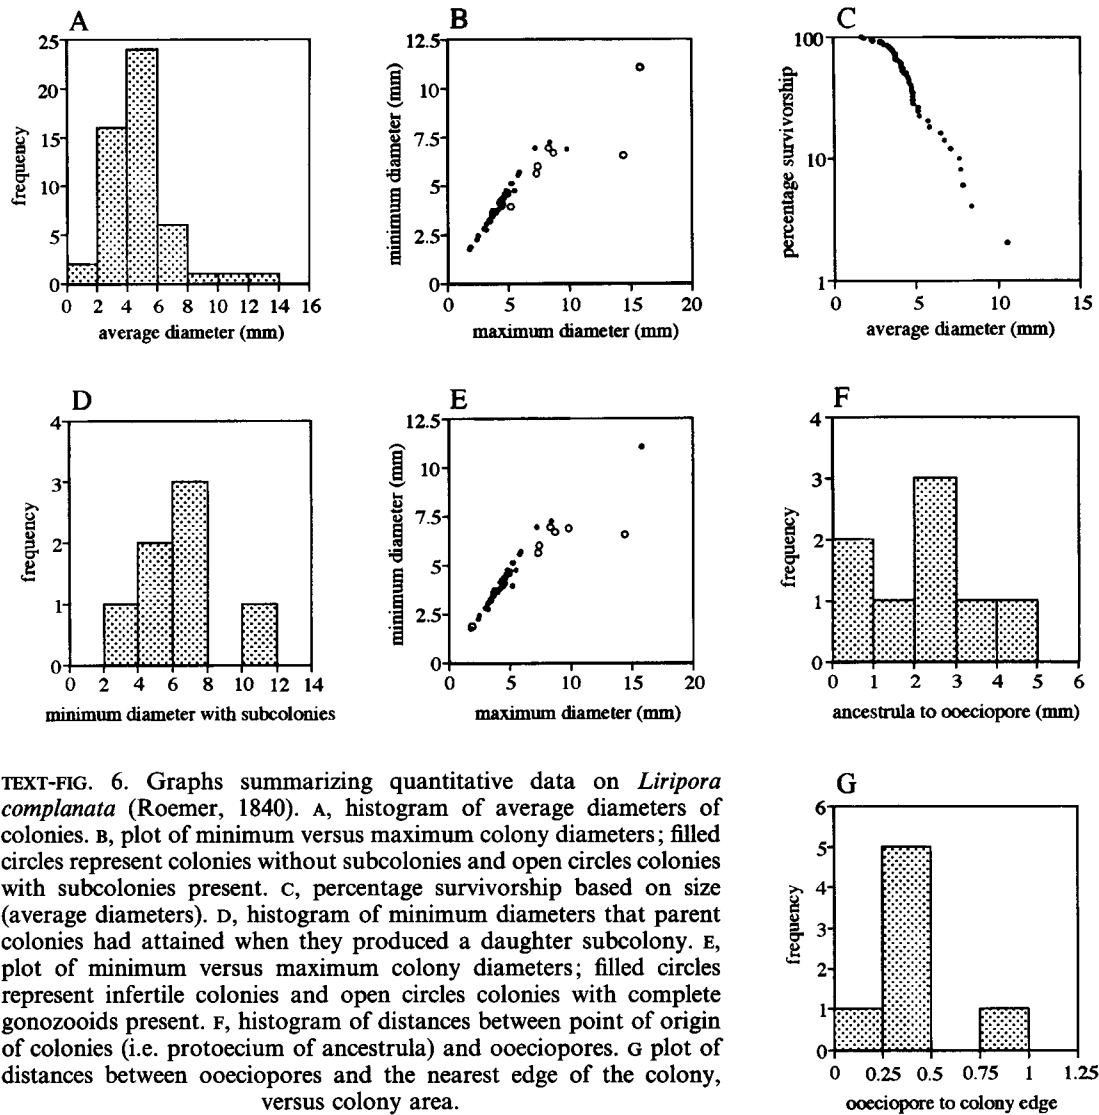 A
25
20
15
10
5
0
frequency
0 2 4 6 8 10 12 14 16
average diameter (mm)
B
12.5
10
7.5
5
2.5
0
minimum diameter (mm)
0 5 10 15 20
maximum diameter (mm)
C
100
10
1
percentage survivorship
0 5 10 15
average diameter (mm)
D
4
3
2
1
0
frequency
0 2 4 6 8 10 12 14
minimum diameter with subcolonies
E
12.5
10
7.5
5
2.5
0
minimum diameter (mm)
0 5 10 15 20
maximum diameter (mm)
F
4
3
2
1
0
frequency
0 1 2 3 4 5 6
ancestrula to ooeciopore (mm)
TEXT-FIG. 6. Graphs summarizing quantitative data on Liripora
complanata (Roemer, 1840). A, histogram of average diameters of
colonies. B, plot of minimum versus maximum colony diameters; filled
circles represent colonies without subcolonies and open circles colonies
with subcolonies present. C, percentage survivorship based on size
(average diameters). D, histogram of minimum diameters that parent
colonies had attained when they produced a daughter subcolony. E,
plot of minimum versus maximum colony diameters; filled circles
represent infertile colonies and open circles colonies with complete
gonozooids present. F, histogram of distances between point of origin
of colonies (i.e. protoecium of ancestrula) and ooeciopores. G plot of
distances between ooeciopores and the nearest edge of the colony,
versus colony area.
G
6
5
4
3
2
1
0
frequency
0 0.25 0.5 0.75 1 1.25
ooeciopore to colony edge